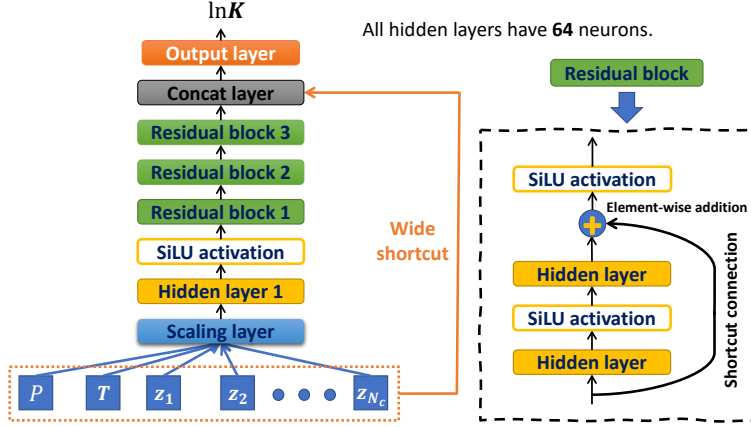 ln𝑲
All hidden layers have 64 neurons.
Output layer
Concat layer
Residual block 3
Residual block 2
Residual block 1
SiLU activation
Hidden layer 1
Scaling layer
P
T
z₁
z₂
z_{N_c}
Wide
shortcut
Residual block
SiLU activation
Element-wise addition
Hidden layer
SiLU activation
Hidden layer
Shortcut connection